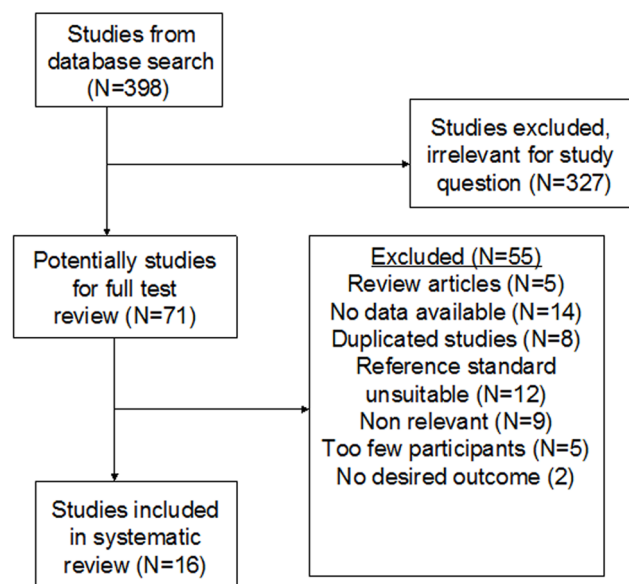 Studies from
database search
(N=398)
Studies excluded,
irrelevant for study
question (N=327)
Potentially studies
for full test
review (N=71)
Excluded (N=55)
Review articles (N=5)
No data available (N=14)
Duplicated studies (N=8)
Reference standard
unsuitable (N=12)
Non relevant (N=9)
Too few participants (N=5)
No desired outcome (2)
Studies included
in systematic
review (N=16)